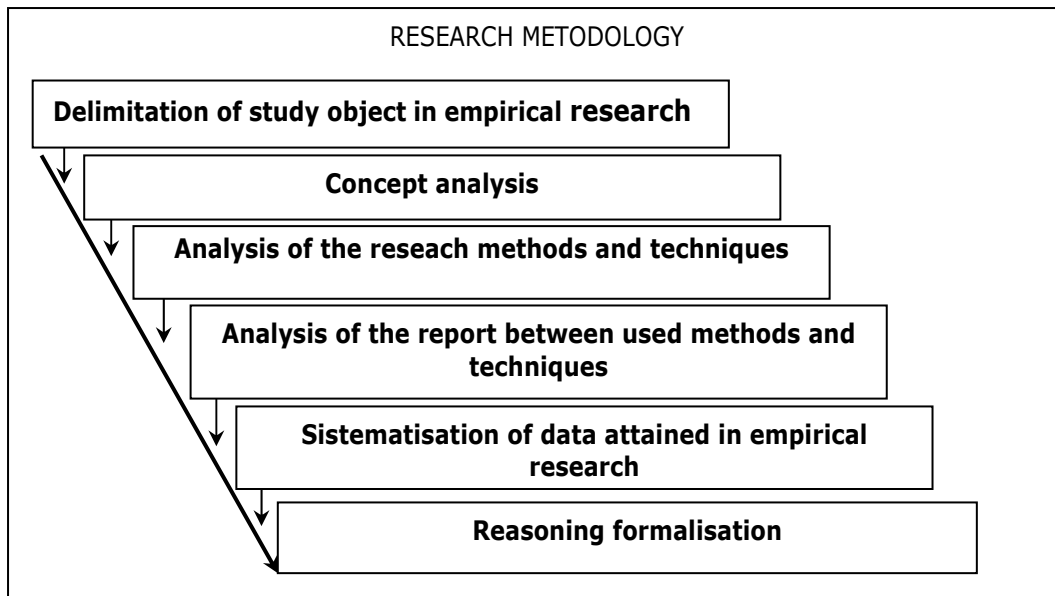 RESEARCH METODOLOGY
Delimitation of study object in empirical research
Concept analysis
Analysis of the reseach methods and techniques
Analysis of the report between used methods and
techniques
Sistematisation of data attained in empirical
research
Reasoning formalisation